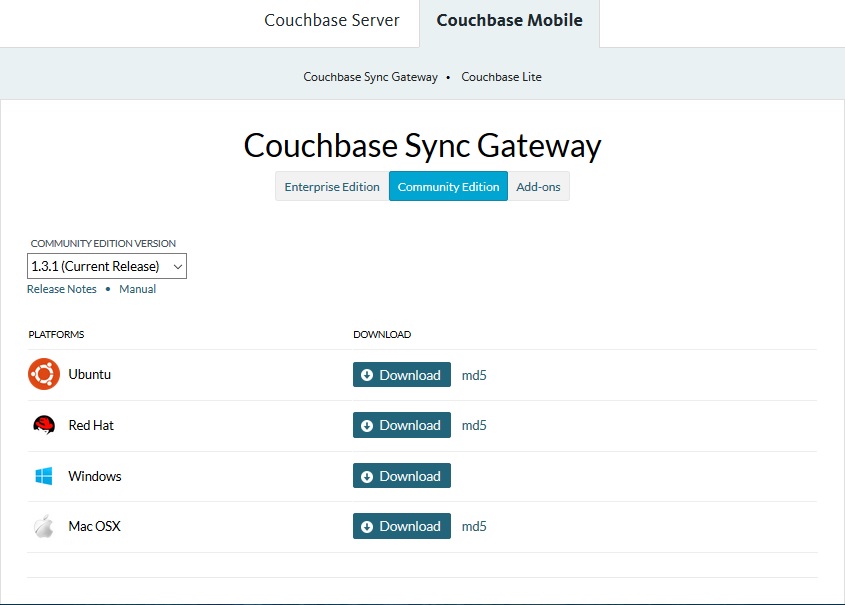 Couchbase Server Couchbase Mobile
Couchbase Sync Gateway • Couchbase Lite
Couchbase Sync Gateway
Enterprise Edition Community Edition Add-ons
COMMUNITY EDITION VERSION
1.3.1 (Current Release)
Release Notes • Manual
PLATFORMS DOWNLOAD
Ubuntu Download md5
Red Hat Download md5
Windows Download
Mac OSX Download md5